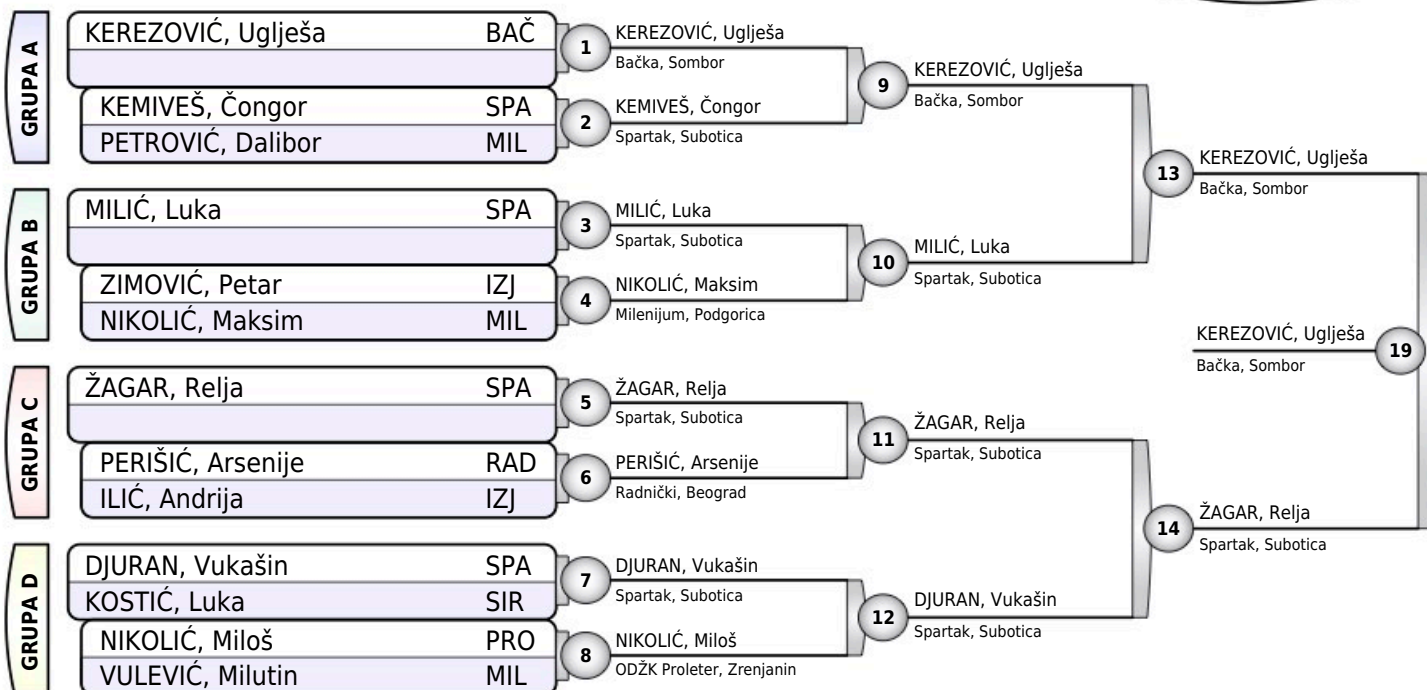 GRUPA A
KEREZOVIĆ, Uglješa BAČ
KEMIVEŠ, Čongor SPA
PETROVIĆ, Dalibor MIL
GRUPA B
MILIĆ, Luka SPA
ZIMOVIĆ, Petar IZJ
NIKOLIĆ, Maksim MIL
GRUPA C
ŽAGAR, Relja SPA
PERIŠIĆ, Arsenije RAD
ILIĆ, Andrija IZJ
GRUPA D
DJURAN, Vukašin SPA
KOSTIĆ, Luka SIR
NIKOLIĆ, Miloš PRO
VULEVIĆ, Milutin MIL
1
KEREZOVIĆ, Uglješa
Bačka, Sombor
2
KEMIVEŠ, Čongor
Spartak, Subotica
3
MILIĆ, Luka
Spartak, Subotica
4
NIKOLIĆ, Maksim
Milenijum, Podgorica
5
ŽAGAR, Relja
Spartak, Subotica
6
PERIŠIĆ, Arsenije
Radnički, Beograd
7
DJURAN, Vukašin
Spartak, Subotica
8
NIKOLIĆ, Miloš
ODŽK Proleter, Zrenjanin
9
KEREZOVIĆ, Uglješa
Bačka, Sombor
10
MILIĆ, Luka
Spartak, Subotica
11
ŽAGAR, Relja
Spartak, Subotica
12
DJURAN, Vukašin
Spartak, Subotica
13
KEREZOVIĆ, Uglješa
Bačka, Sombor
14
ŽAGAR, Relja
Spartak, Subotica
KEREZOVIĆ, Uglješa
Bačka, Sombor
19